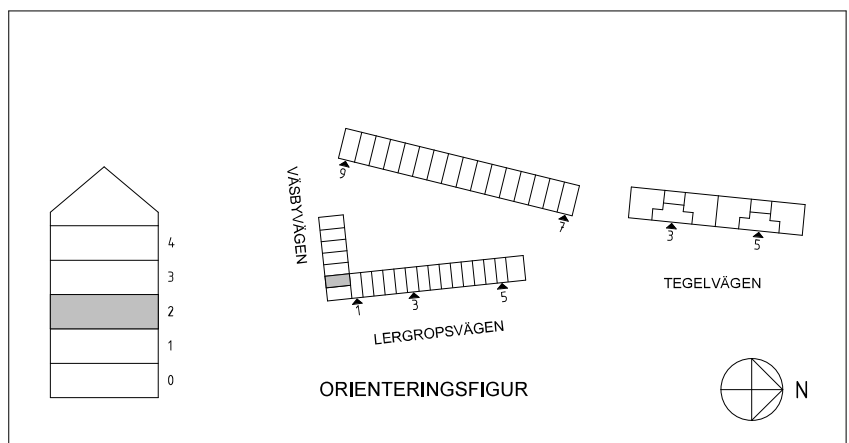 9
7
VÄSBYVÄGEN
4
3
2
1
0
3
5
TEGELVÄGEN
1
3
5
LERGROPSVÄGEN
ORIENTERINGSFIGUR
N